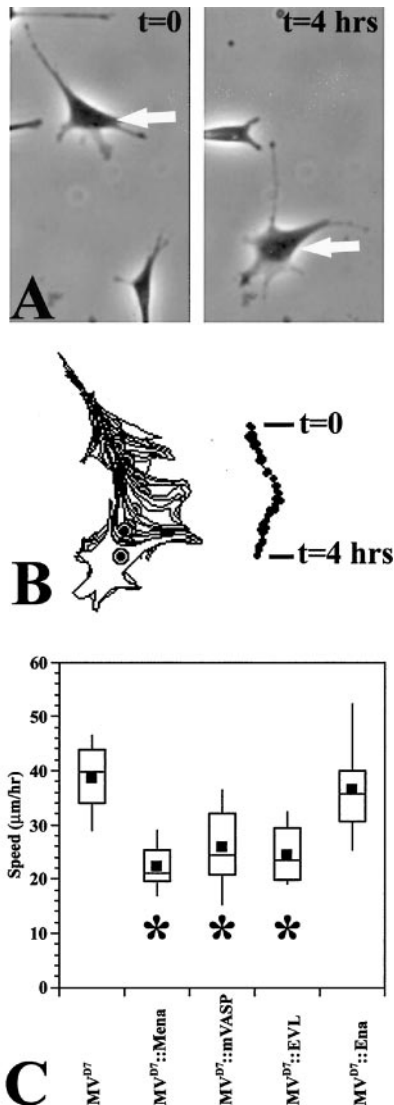 t=0
t=4 hrs
A
t=0
t=4 hrs
B
60
50
40
30
20
10
0
Speed (μm/hr)
* * *
MV^D7
MV^D7::Mena
MV^D7::mVASP
MV^D7::EVL
MV^D7::Ena
C